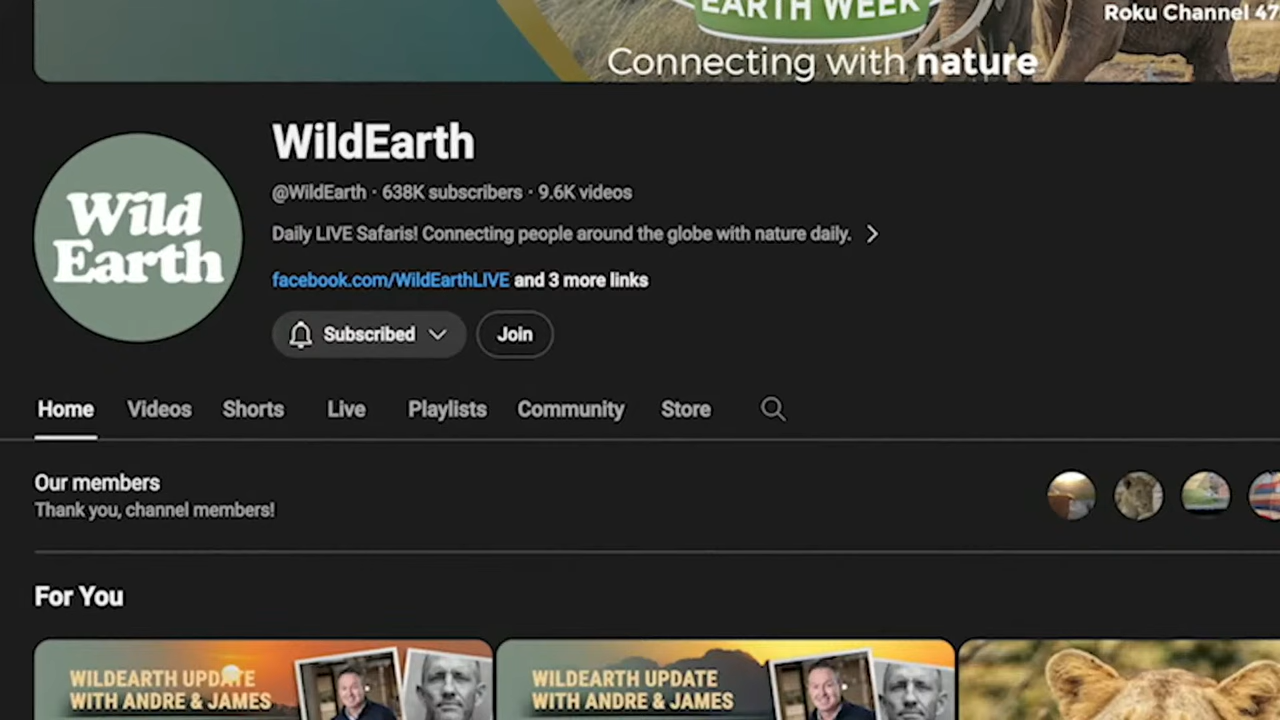 EARTH WEEK
Roku Channel 47
Connecting with nature
WildEarth
@WildEarth · 638K subscribers · 9.6K videos
Wild
Earth
Daily LIVE Safaris! Connecting people around the globe with nature daily.
facebook.com/WildEarthLIVE and 3 more links
Subscribed
Join
Home Videos Shorts Live Playlists Community Store
Our members
Thank you, channel members!
For You
WILDEARTH UPDATE
WITH ANDRE & JAMES
WILDEARTH UPDATE
WITH ANDRE & JAMES